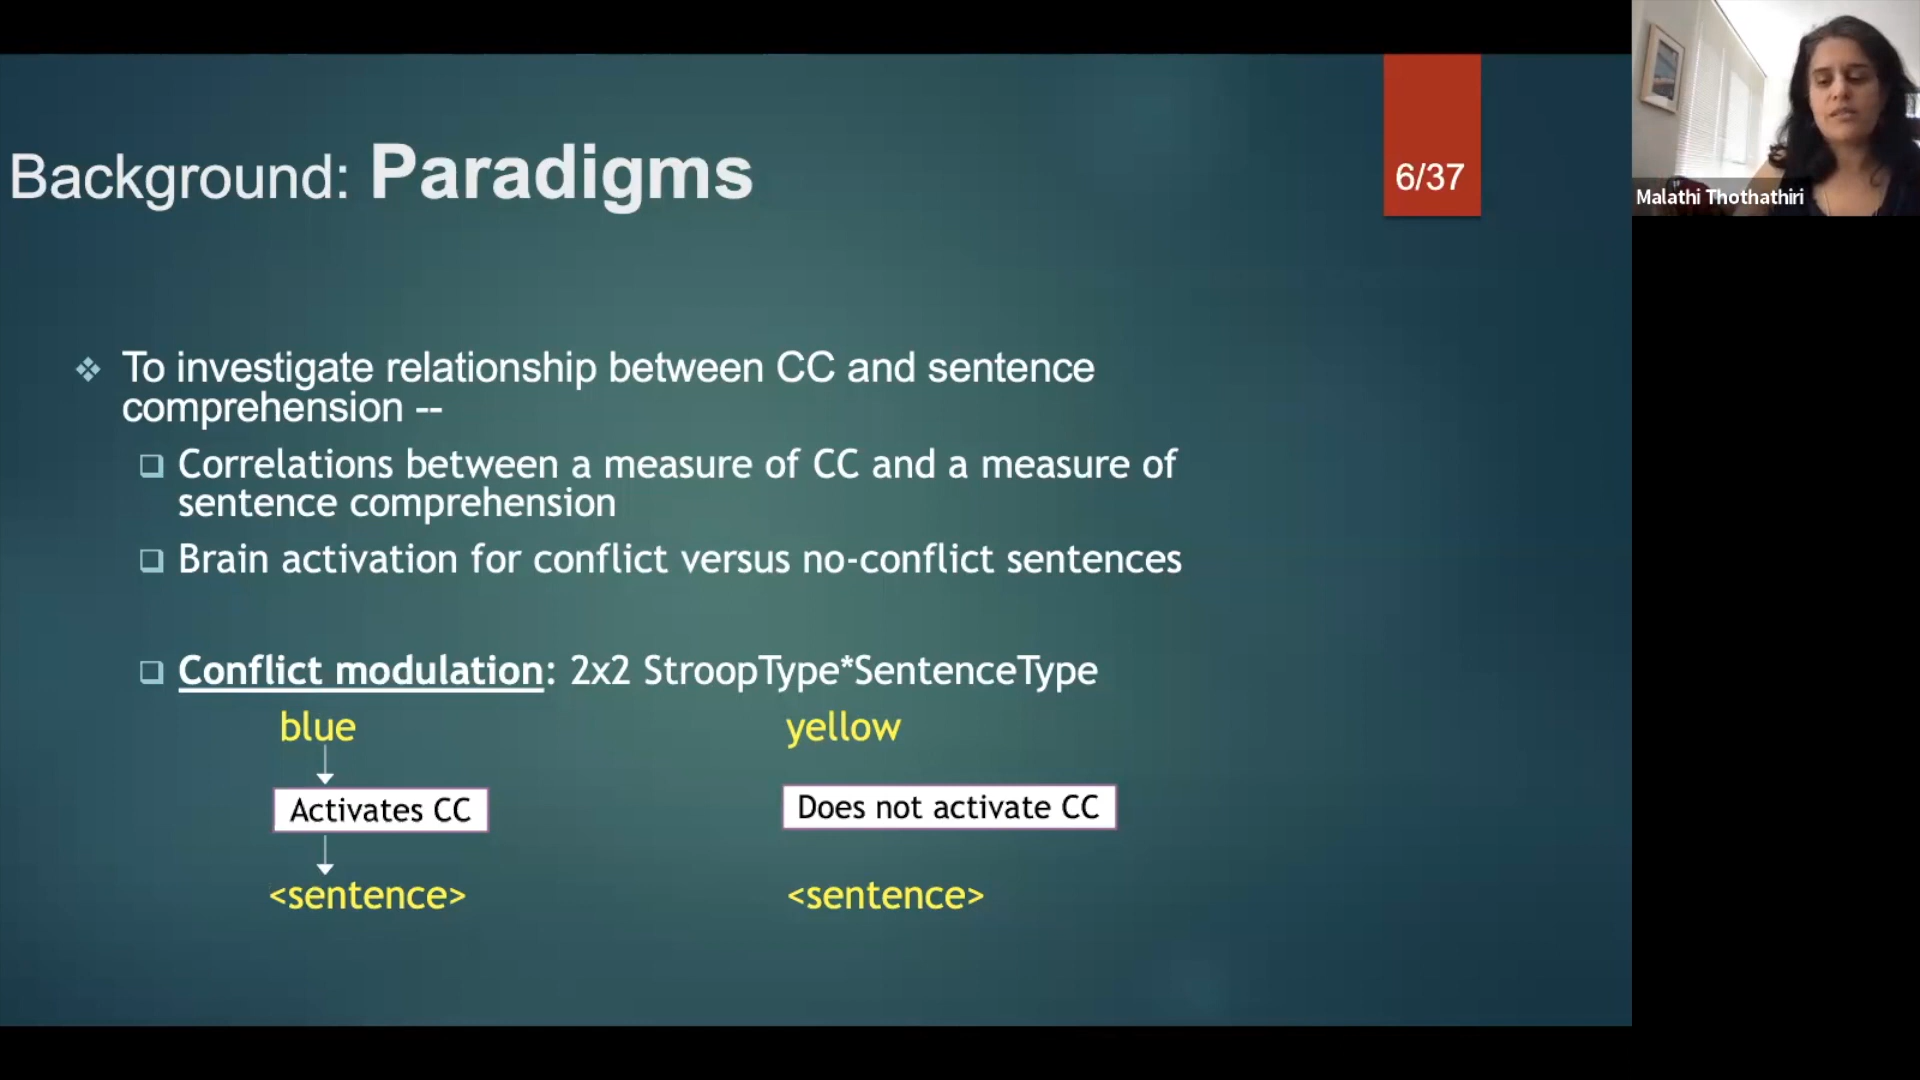 Background: Paradigms
6/37
Malathi Thothathiri
❖ To investigate relationship between CC and sentence
comprehension --
❑ Correlations between a measure of CC and a measure of
sentence comprehension
❑ Brain activation for conflict versus no-conflict sentences
❑ Conflict modulation: 2x2 StroopType*SentenceType
blue yellow
Activates CC Does not activate CC
<sentence> <sentence>